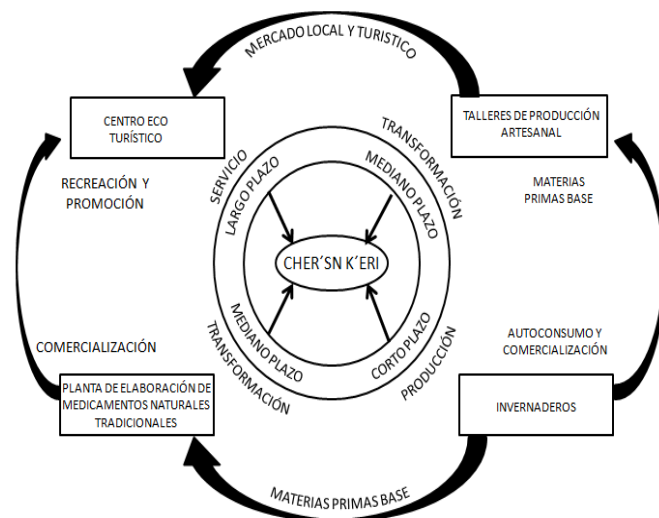 MERCADO LOCAL Y TURISTICO
CENTRO ECO
TURÍSTICO
TALLERES DE PRODUCCIÓN
ARTESANAL
RECREACIÓN Y
PROMOCIÓN
SERVICIO
LARGO PLAZO
TRANSFORMACIÓN
MEDIANO PLAZO
MATERIAS
PRIMAS BASE
CHER´SN K´ERI
COMERCIALIZACIÓN
MEDIANO PLAZO
TRANSFORMACIÓN
CORTO PLAZO
PRODUCCIÓN
AUTOCONSUMO Y
COMERCIALIZACIÓN
PLANTA DE ELABORACIÓN DE
MEDICAMENTOS NATURALES
TRADICIONALES
INVERNADEROS
MATERIAS PRIMAS BASE